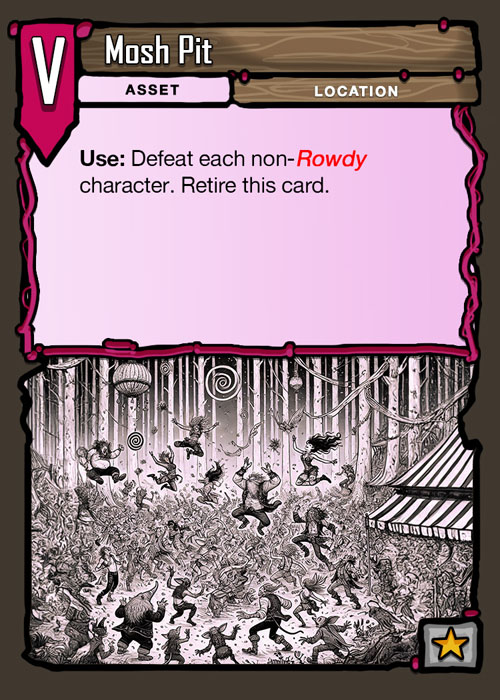 V
Mosh Pit
ASSET
LOCATION
Use: Defeat each non-Rowdy
character. Retire this card.